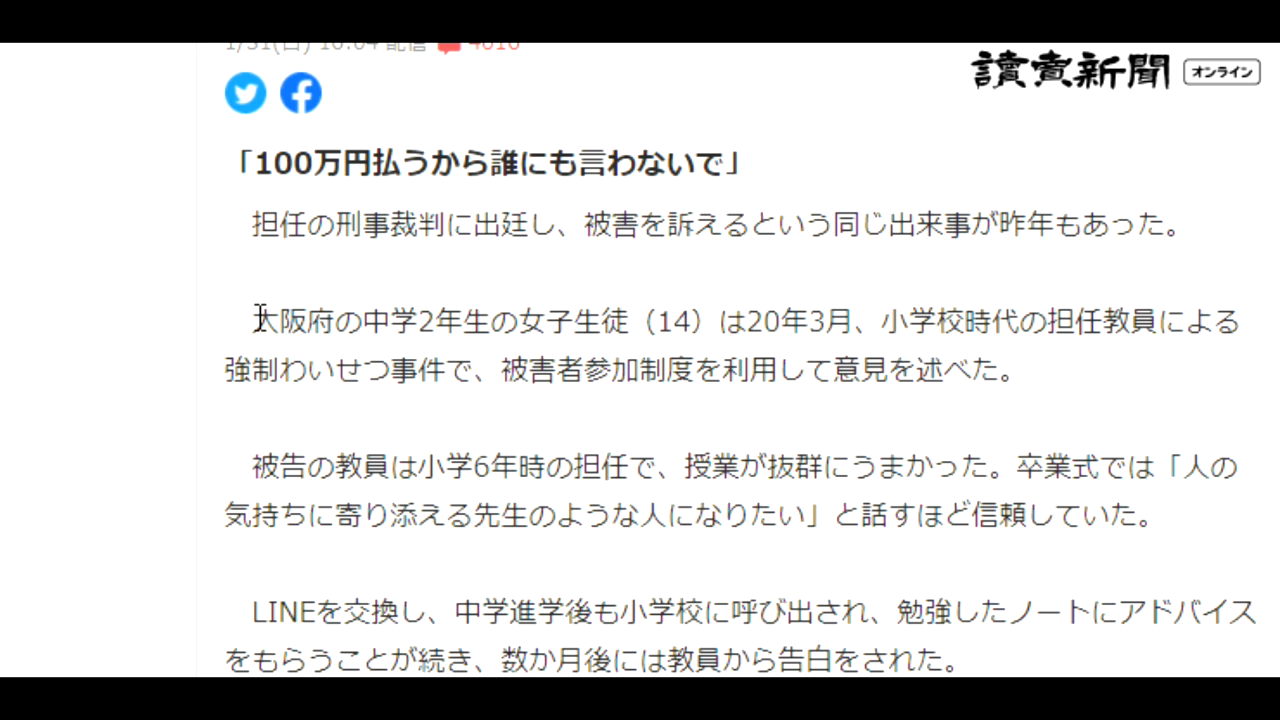 1/31(日) 16:04 配信 4616
讀賣新聞 オンライン
「100万円払うから誰にも言わないで」
担任の刑事裁判に出廷し、被害を訴えるという同じ出来事が昨年もあった。
大阪府の中学2年生の女子生徒（14）は20年3月、小学校時代の担任教員による
強制わいせつ事件で、被害者参加制度を利用して意見を述べた。
被告の教員は小学6年時の担任で、授業が抜群にうまかった。卒業式では「人の
気持ちに寄り添える先生のような人になりたい」と話すほど信頼していた。
LINEを交換し、中学進学後も小学校に呼び出され、勉強したノートにアドバイス
をもらうことが続き、数か月後には教員から告白をされた。